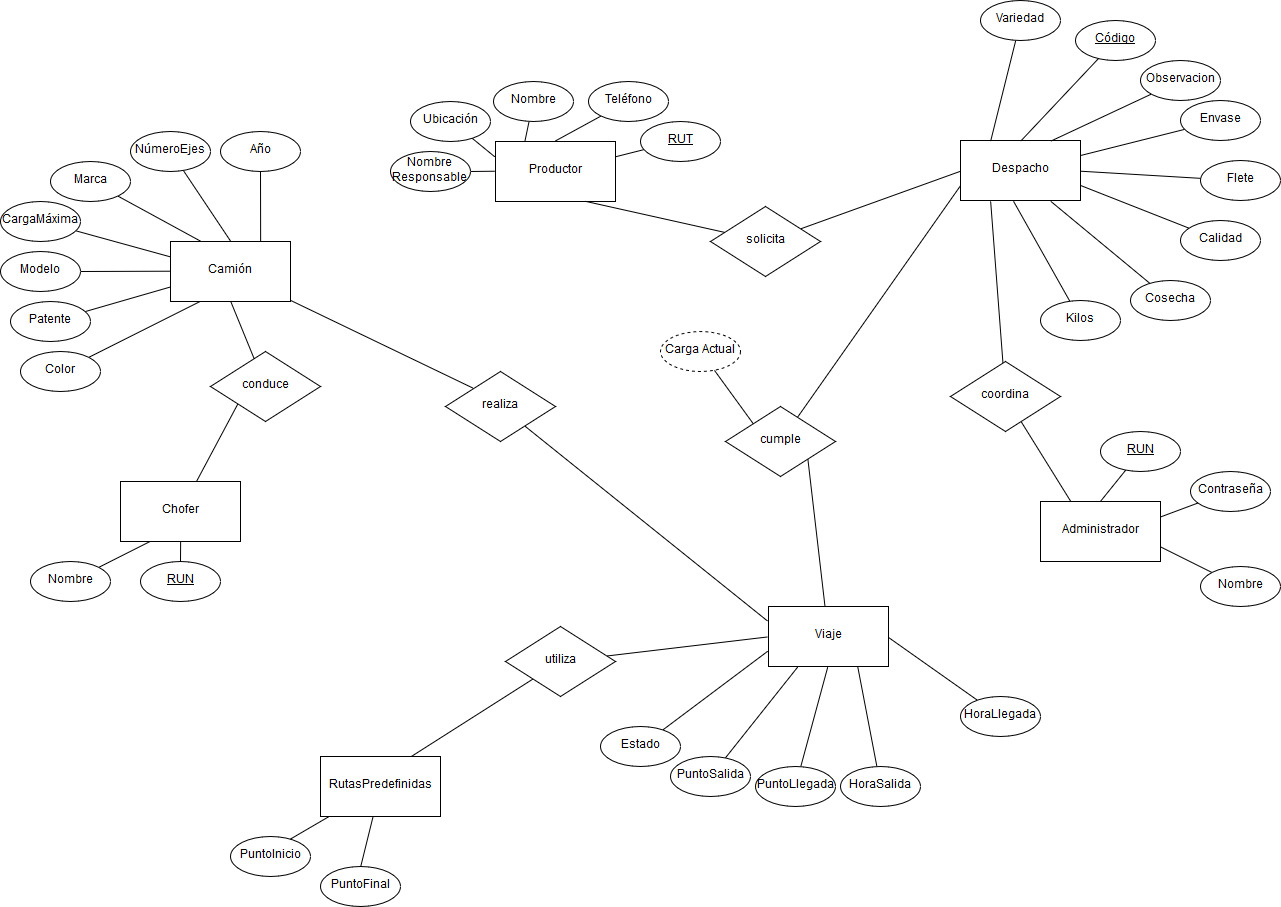 Variedad
Código
Observacion
Envase
Flete
Calidad
Cosecha
Kilos
Despacho
Nombre
Teléfono
Ubicación
RUT
Nombre
Responsable
Productor
solicita
NúmeroEjes
Año
Marca
CargaMáxima
Modelo
Patente
Color
Camión
conduce
realiza
Carga Actual
cumple
coordina
RUN
Contraseña
Administrador
Nombre
Chofer
Nombre
RUN
Viaje
utiliza
HoraLlegada
Estado
PuntoSalida
PuntoLlegada
HoraSalida
RutasPredefinidas
PuntoInicio
PuntoFinal